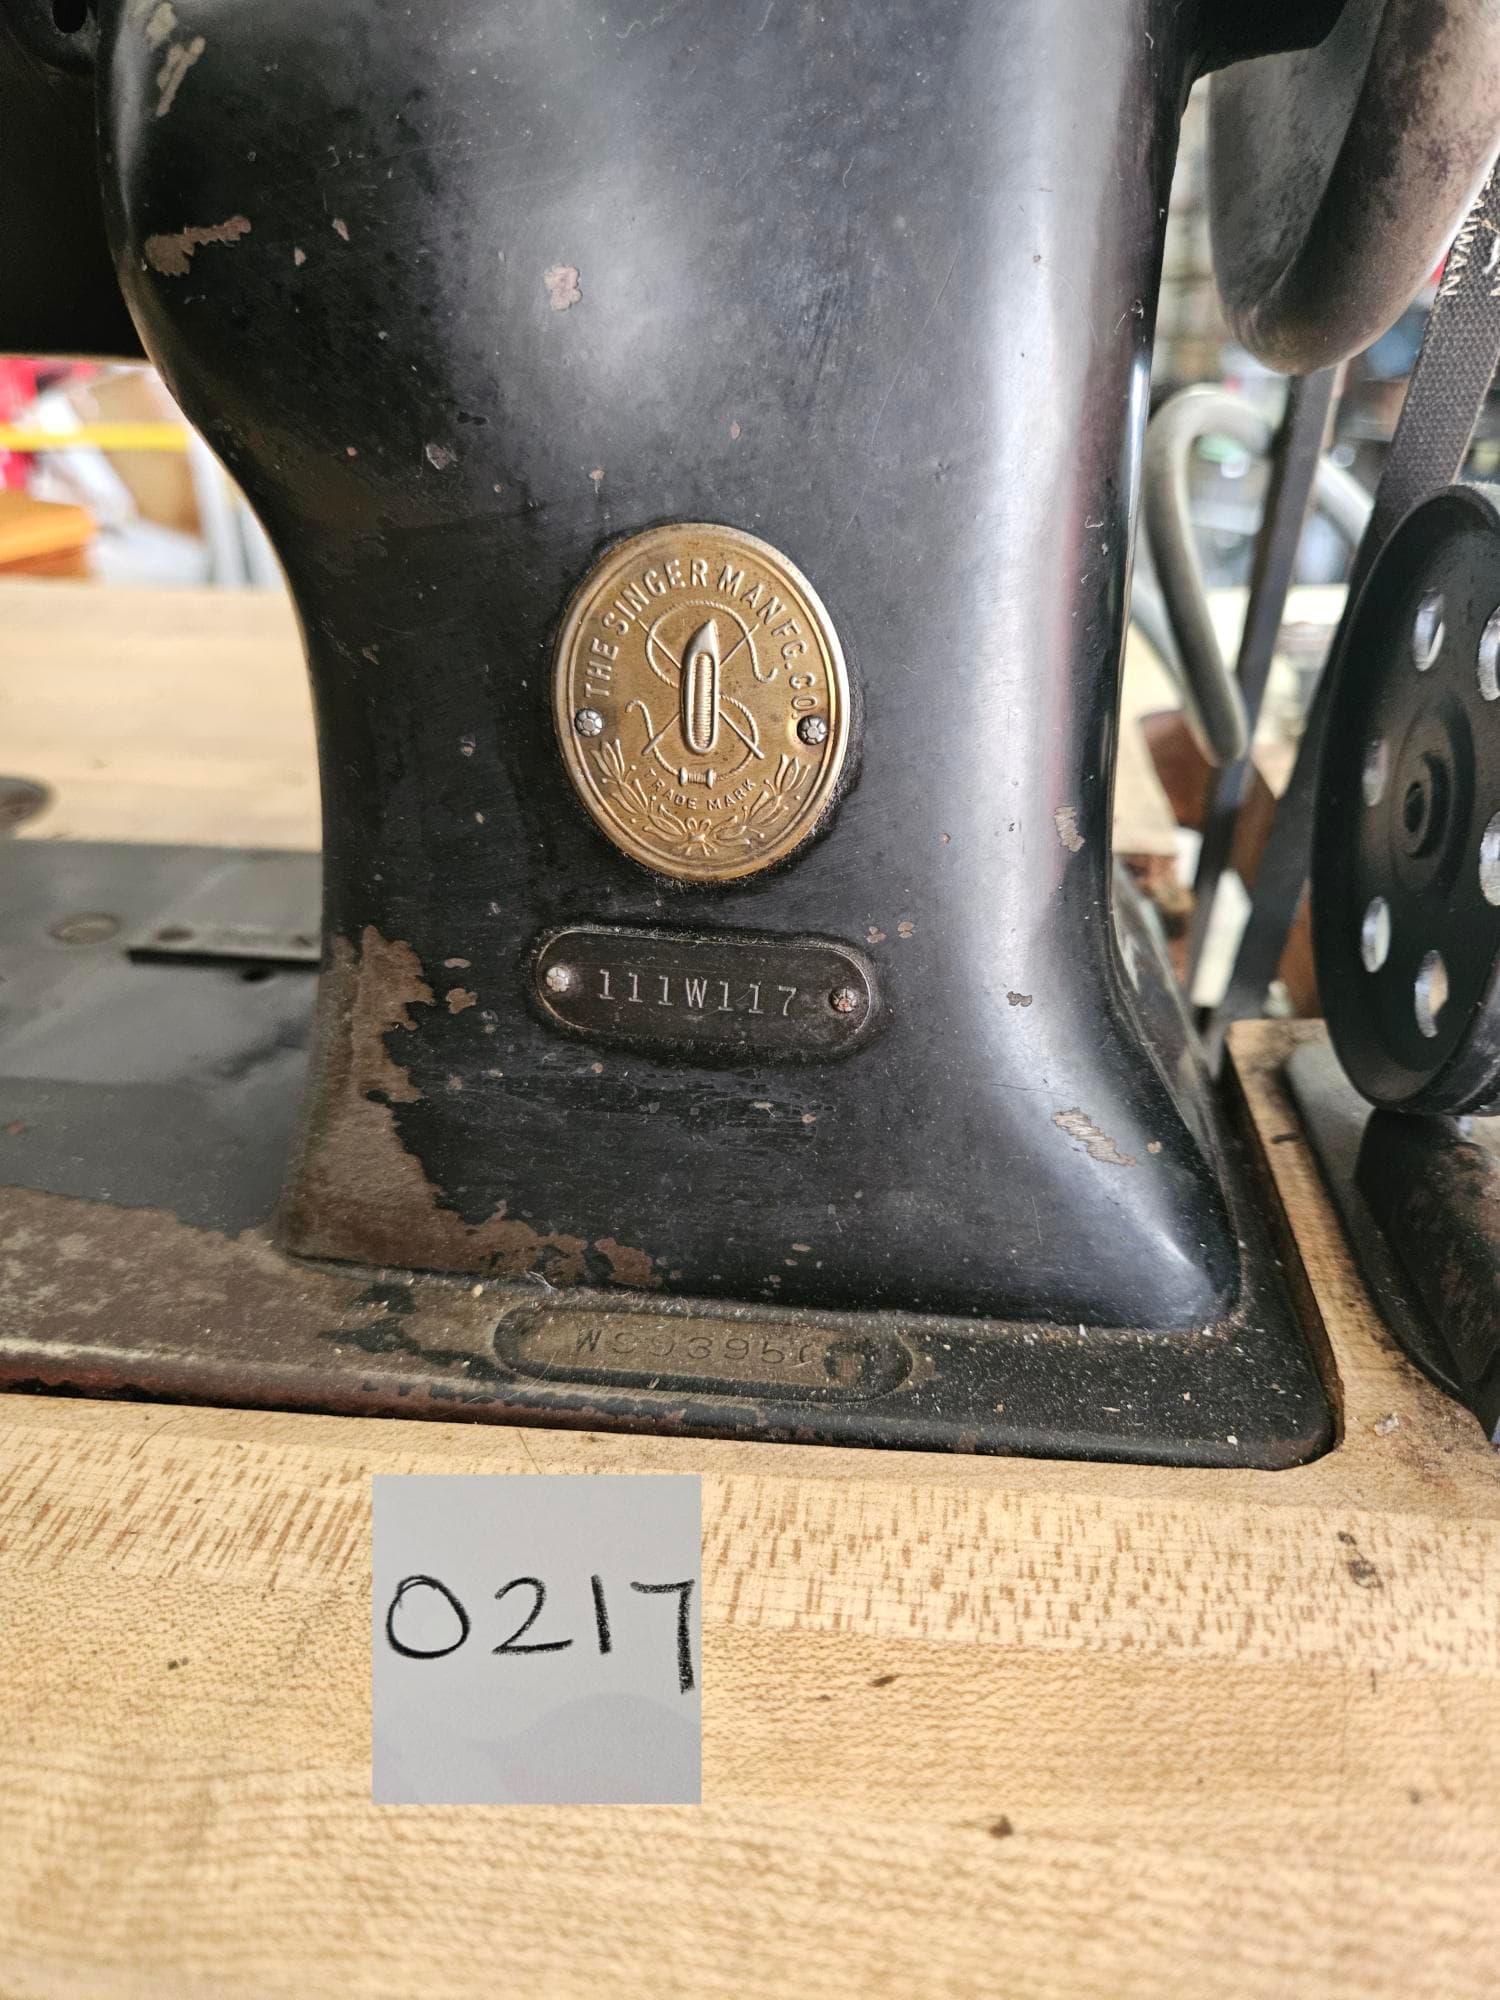 THE SINGER MANFG. CO.
TRADE MARK
111W117
0217